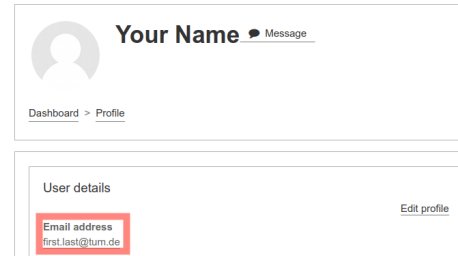 Your Name Message
Dashboard > Profile
User details
Edit profile
Email address
first.last@tum.de